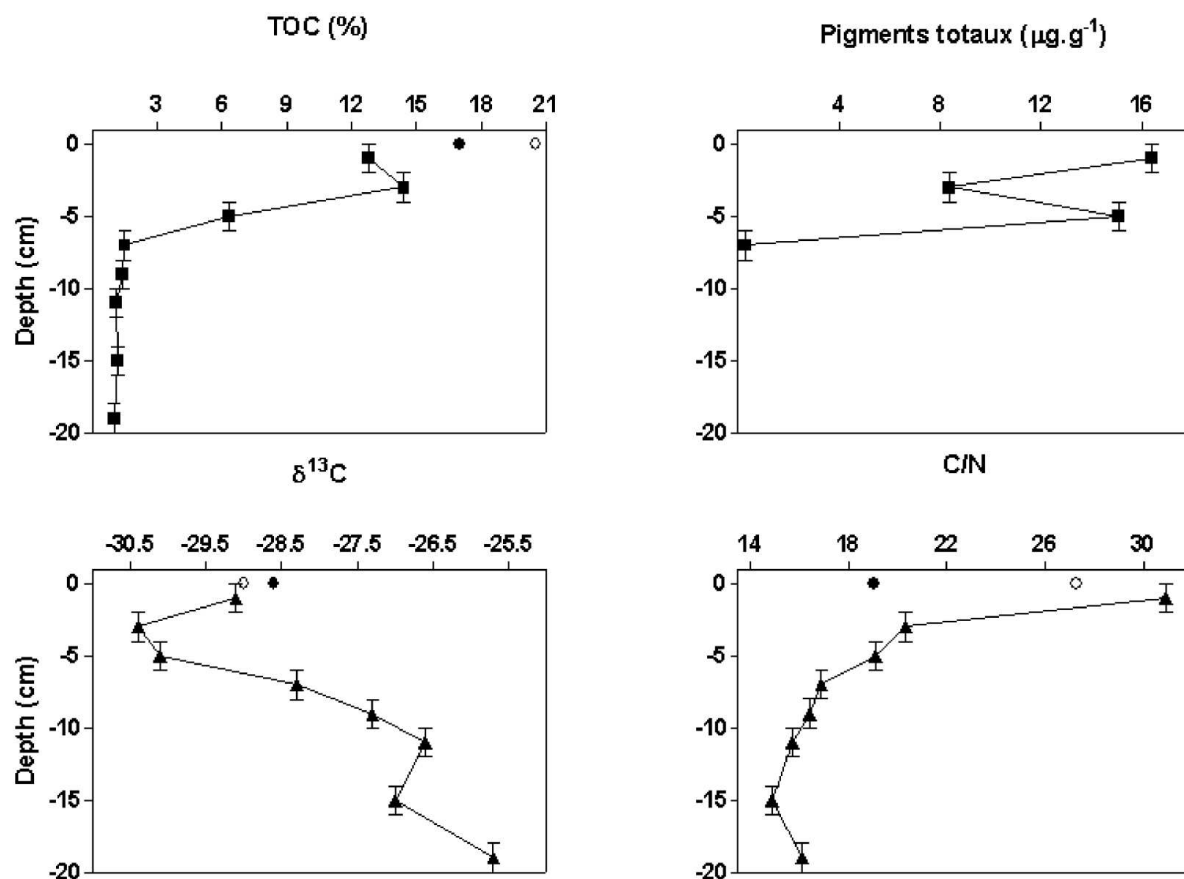 TOC (%)
3 6 9 12 15 18 21
0
-5
-10
-15
-20
Depth (cm)
Pigments totaux (µg.g⁻¹)
4 8 12 16
0
-5
-10
-15
-20
δ¹³C
-30.5 -29.5 -28.5 -27.5 -26.5 -25.5
0
-5
-10
-15
-20
Depth (cm)
C/N
14 18 22 26 30
0
-5
-10
-15
-20